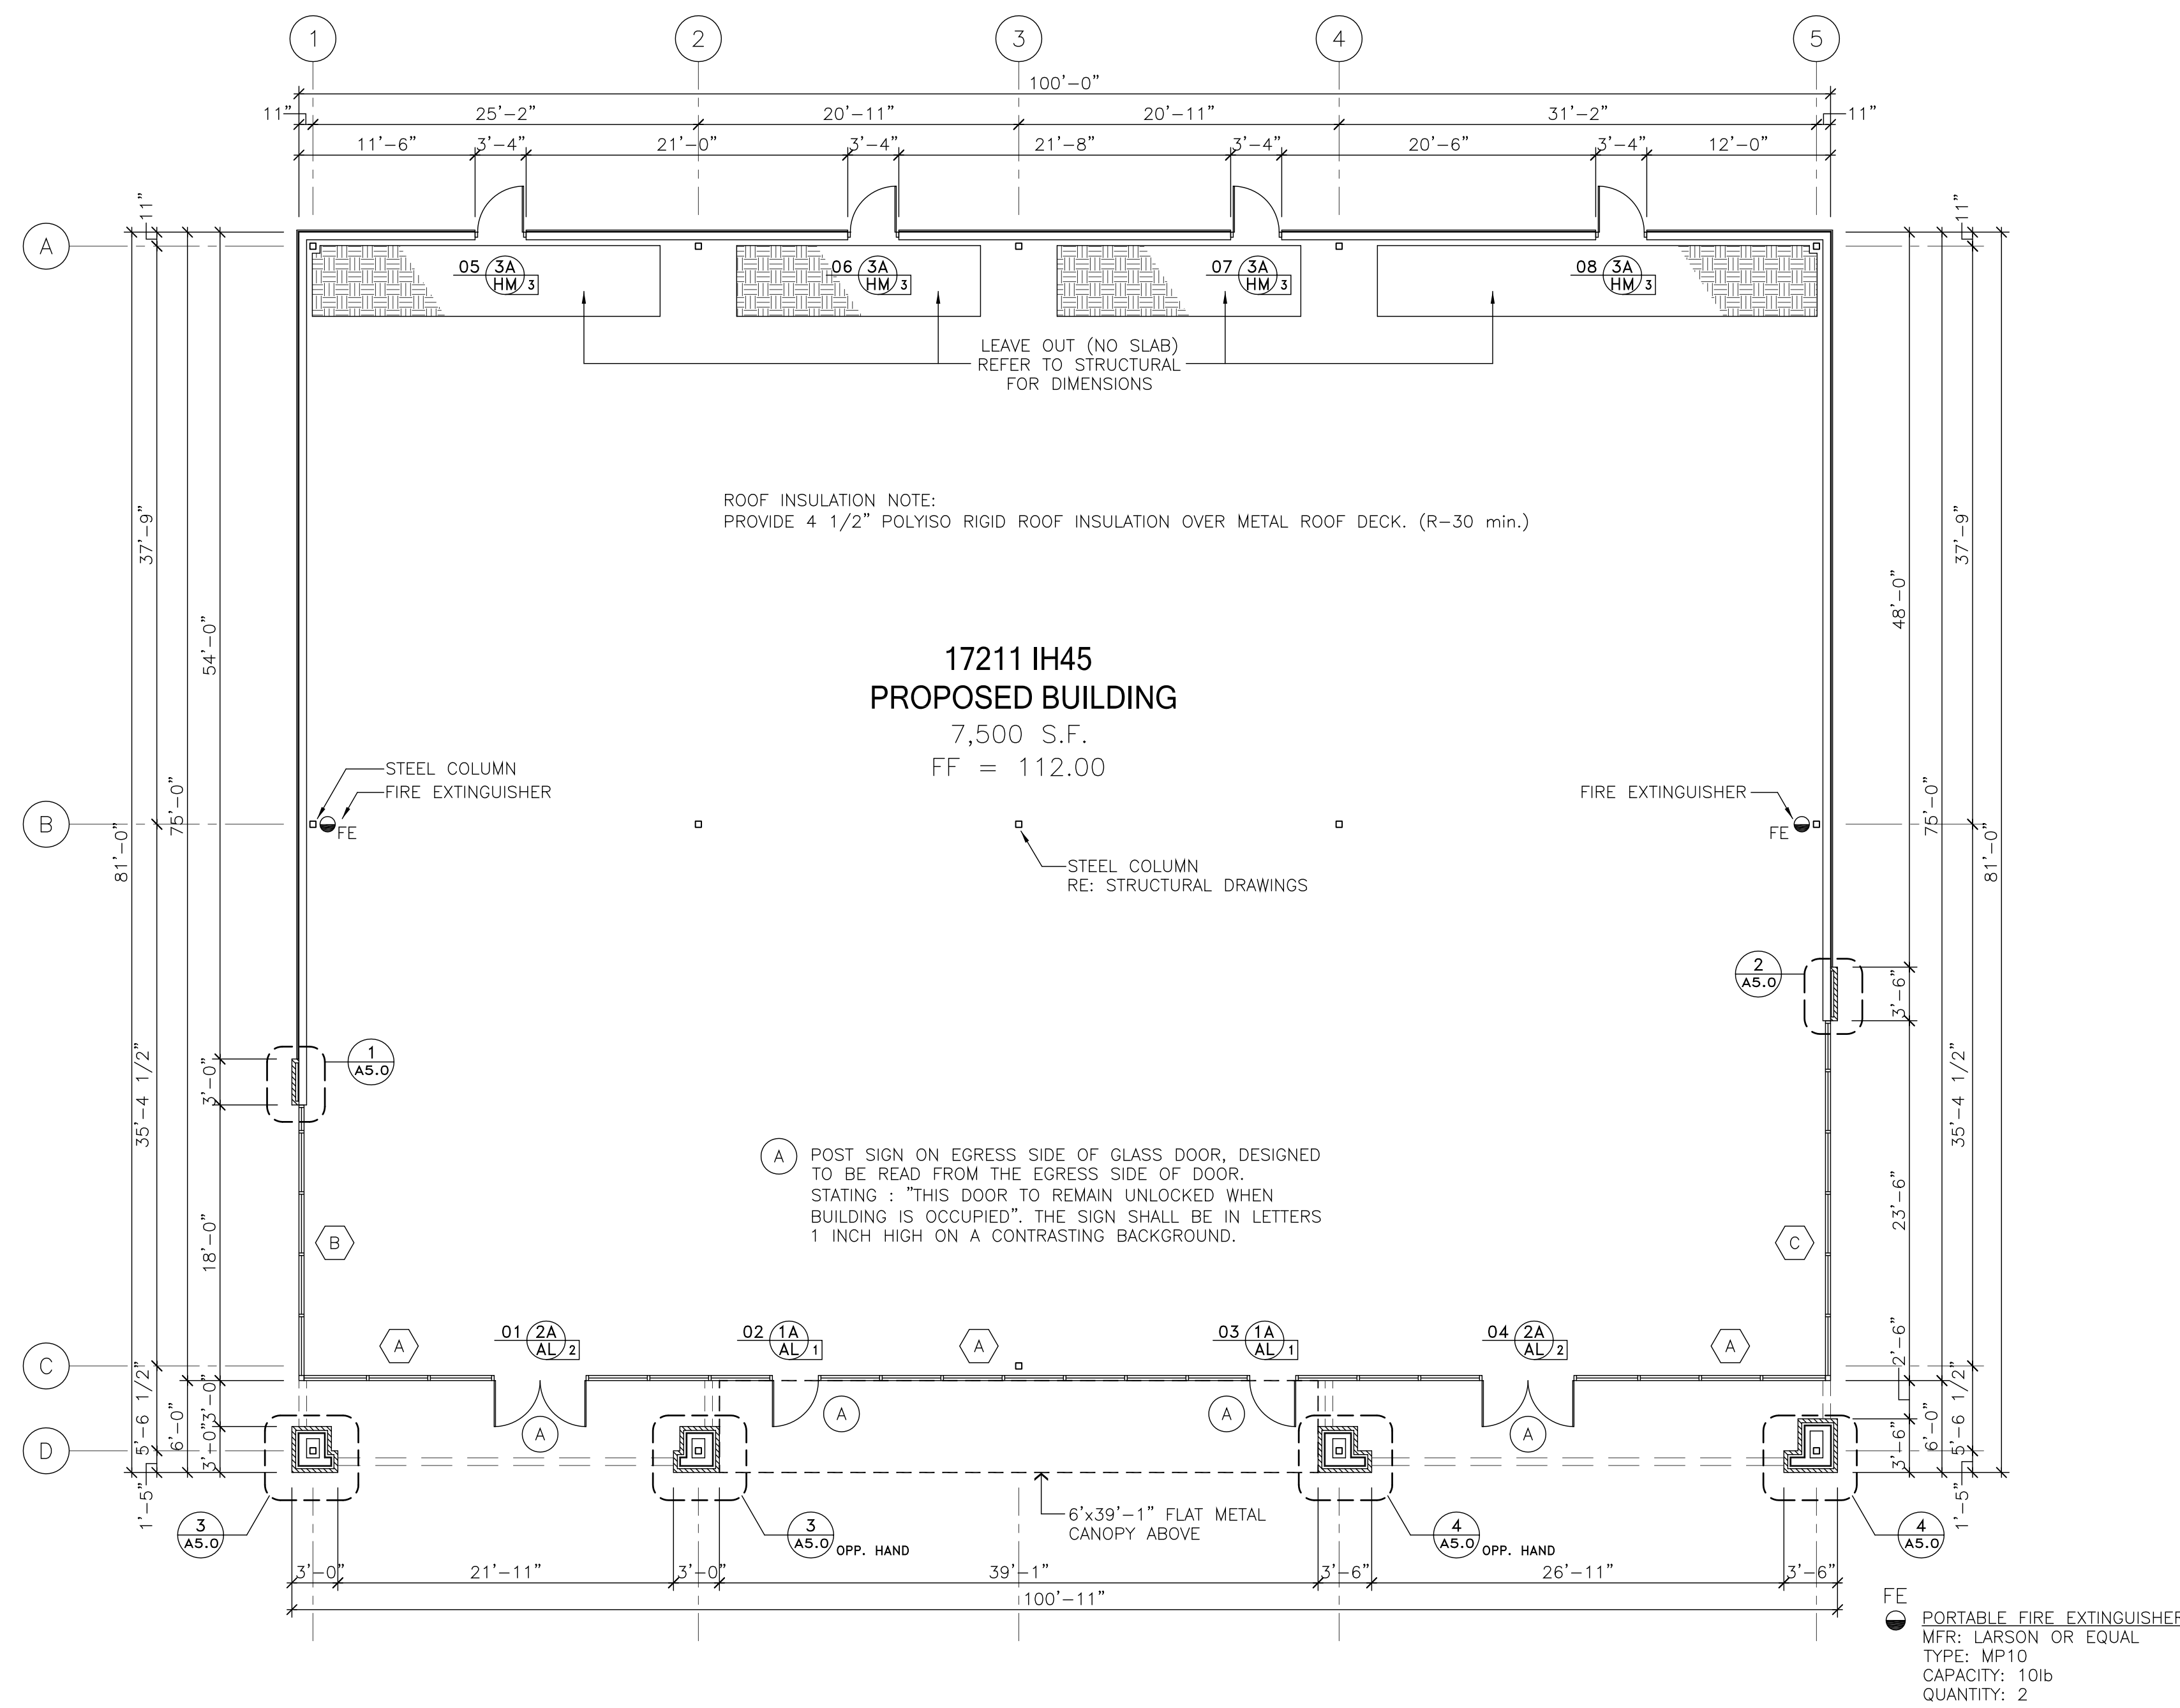 1 2 3 4 5
100'-0"
11" 25'-2" 20'-11" 20'-11" 31'-2" 11"
11'-6" 3'-4" 21'-0" 3'-4" 21'-8" 3'-4" 20'-6" 3'-4" 12'-0"
11" 11"
A
05 3A HM 3
06 3A HM 3
07 3A HM 3
08 3A HM 3
LEAVE OUT (NO SLAB)
REFER TO STRUCTURAL
FOR DIMENSIONS
ROOF INSULATION NOTE:
PROVIDE 4 1/2" POLYISO RIGID ROOF INSULATION OVER METAL ROOF DECK. (R-30 min.)
37'-9" 37'-9"
54'-0" 48'-0"
17211 IH45
PROPOSED BUILDING
7,500 S.F.
FF = 112.00
STEEL COLUMN
FIRE EXTINGUISHER
FE
FIRE EXTINGUISHER
FE
B
75'-0" 75'-0"
81'-0" 81'-0"
STEEL COLUMN
RE: STRUCTURAL DRAWINGS
2
A5.0
3'-6"
1
A5.0
3'-0"
35'-4 1/2" 35'-4 1/2"
A
POST SIGN ON EGRESS SIDE OF GLASS DOOR, DESIGNED
TO BE READ FROM THE EGRESS SIDE OF DOOR.
STATING : "THIS DOOR TO REMAIN UNLOCKED WHEN
BUILDING IS OCCUPIED". THE SIGN SHALL BE IN LETTERS
1 INCH HIGH ON A CONTRASTING BACKGROUND.
18'-0" 23'-6"
B C
A A A
01 2A AL 2
02 1A AL 1
03 1A AL 1
04 2A AL 2
C
2'-6"
A A A A
5'-6 1/2" 6'-0" 3'-0" 3'-0"
3'-6" 6'-0" 5'-6 1/2"
D
1'-5" 1'-5"
6'x39'-1" FLAT METAL
CANOPY ABOVE
3
A5.0
3
A5.0 OPP. HAND
4
A5.0 OPP. HAND
4
A5.0
3'-0" 21'-11" 3'-0" 39'-1" 3'-6" 26'-11" 3'-6"
100'-11"
FE
PORTABLE FIRE EXTINGUISHER
MFR: LARSON OR EQUAL
TYPE: MP10
CAPACITY: 10lb
QUANTITY: 2